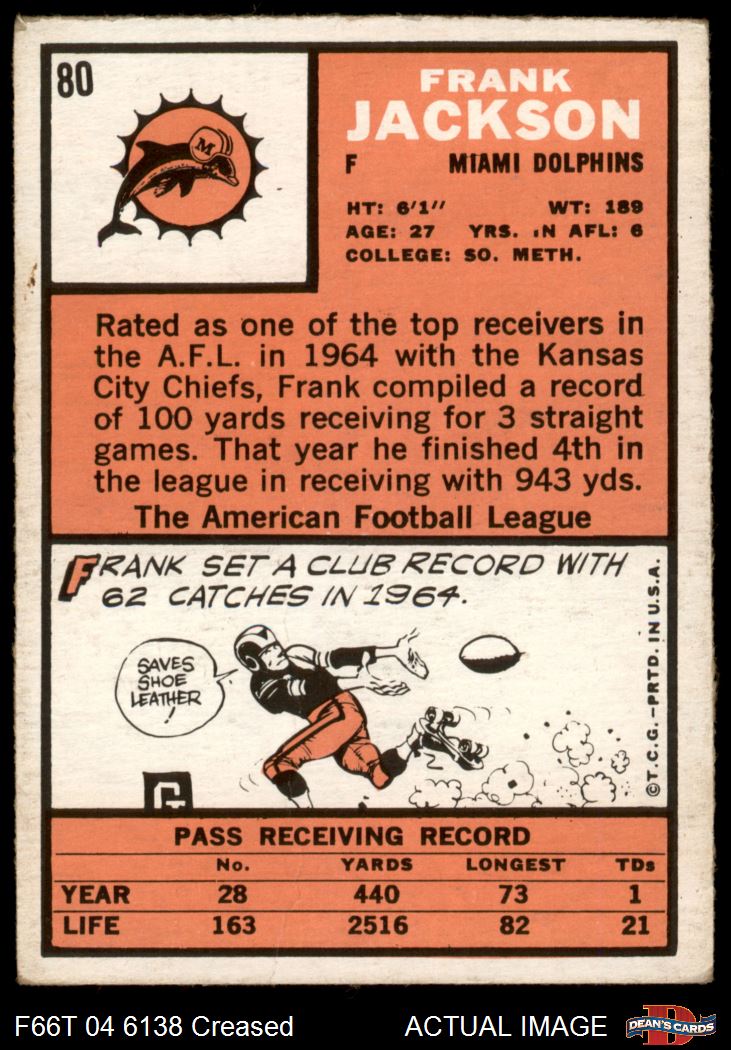 80
M
FRANK
JACKSON
F MIAMI DOLPHINS
HT: 6'1" WT: 189
AGE: 27 YRS. IN AFL: 6
COLLEGE: SO. METH.
Rated as one of the top receivers in
the A.F.L. in 1964 with the Kansas
City Chiefs, Frank compiled a record
of 100 yards receiving for 3 straight
games. That year he finished 4th in
the league in receiving with 943 yds.
The American Football League
FRANK SET A CLUB RECORD WITH
62 CATCHES IN 1964.
SAVES
SHOE
LEATHER
!
©T.C.G.—PRTD. IN U.S.A.
PASS RECEIVING RECORD
No. YARDS LONGEST TDs
YEAR 28 440 73 1
LIFE 163 2516 82 21
F66T 04 6138 Creased ACTUAL IMAGE
D
DEAN'S CARDS